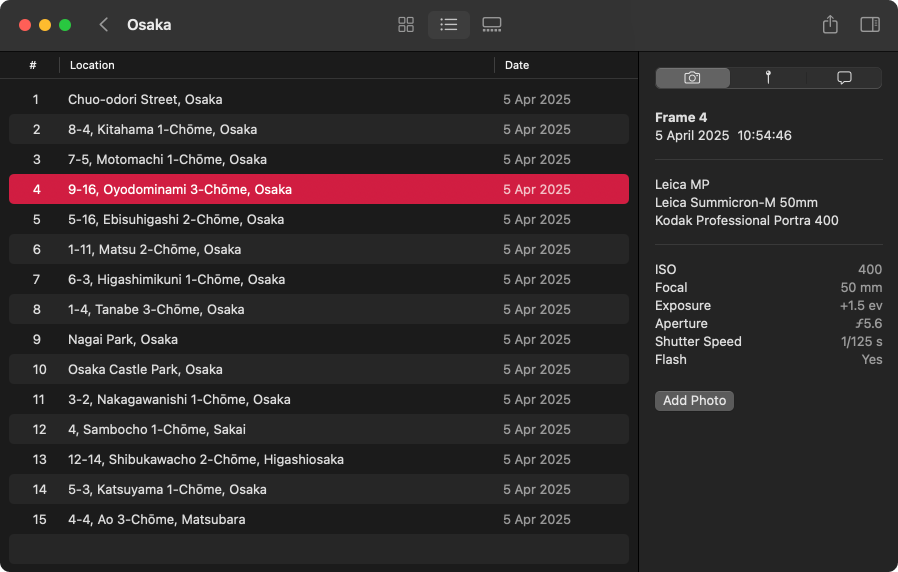 Osaka
# Location Date
1 Chuo-odori Street, Osaka 5 Apr 2025
2 8-4, Kitahama 1-Chōme, Osaka 5 Apr 2025
3 7-5, Motomachi 1-Chōme, Osaka 5 Apr 2025
4 9-16, Oyodominami 3-Chōme, Osaka 5 Apr 2025
5 5-16, Ebisuhigashi 2-Chōme, Osaka 5 Apr 2025
6 1-11, Matsu 2-Chōme, Osaka 5 Apr 2025
7 6-3, Higashimikuni 1-Chōme, Osaka 5 Apr 2025
8 1-4, Tanabe 3-Chōme, Osaka 5 Apr 2025
9 Nagai Park, Osaka 5 Apr 2025
10 Osaka Castle Park, Osaka 5 Apr 2025
11 3-2, Nakagawanishi 1-Chōme, Osaka 5 Apr 2025
12 4, Sambocho 1-Chōme, Sakai 5 Apr 2025
13 12-14, Shibukawacho 2-Chōme, Higashiosaka 5 Apr 2025
14 5-3, Katsuyama 1-Chōme, Osaka 5 Apr 2025
15 4-4, Ao 3-Chōme, Matsubara 5 Apr 2025
Frame 4
5 April 2025 10:54:46
Leica MP
Leica Summicron-M 50mm
Kodak Professional Portra 400
ISO 400
Focal 50 mm
Exposure +1.5 ev
Aperture ƒ5.6
Shutter Speed 1/125 s
Flash Yes
Add Photo